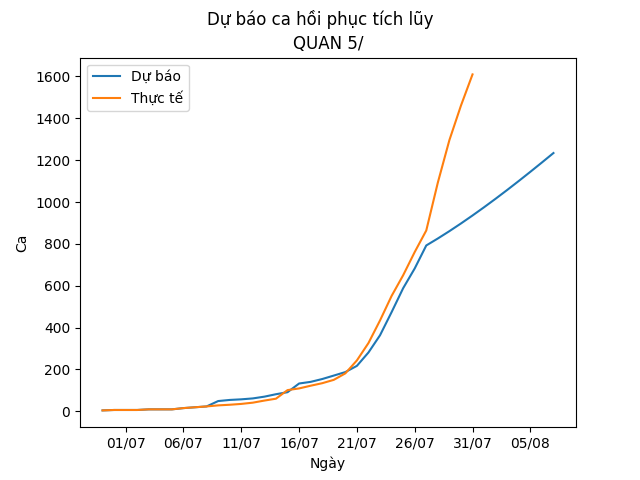 Dự báo ca hồi phục tích lũy
QUAN 5/
Dự báo
Thực tế
1600
1400
1200
1000
800
600
400
200
0
Ca
01/07 06/07 11/07 16/07 21/07 26/07 31/07 05/08
Ngày